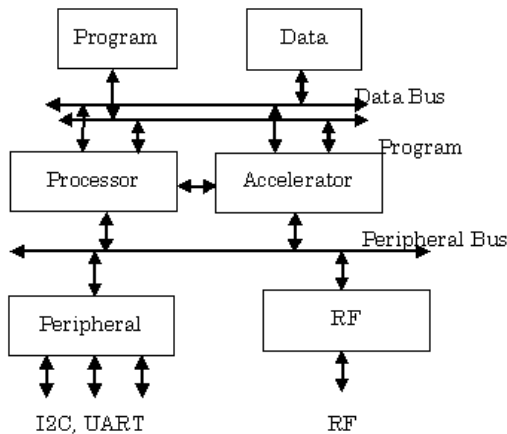 Program
Data
Data Bus
Program
Processor
Accelerator
Peripheral Bus
Peripheral
RF
I2C, UART
RF